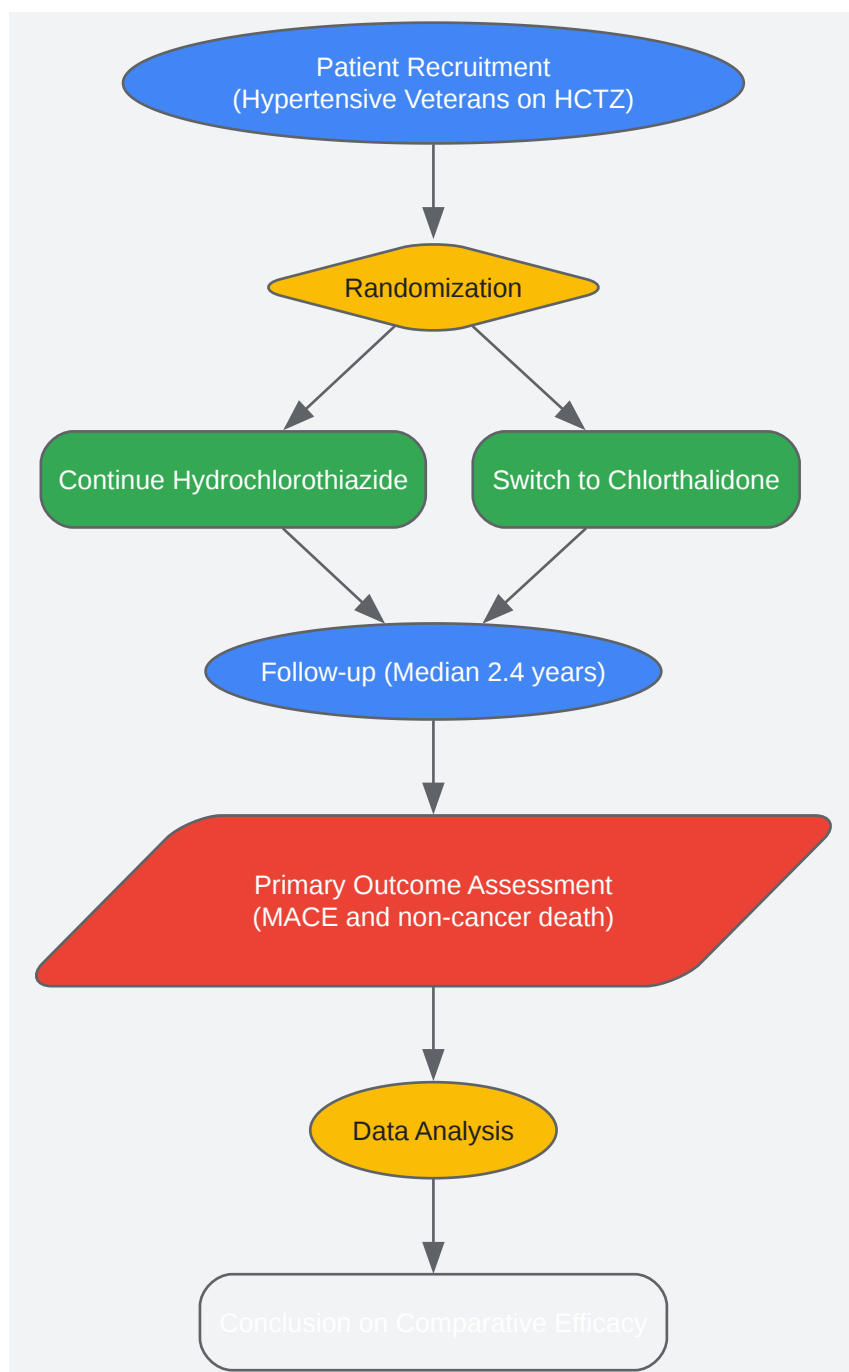 Patient Recruitment
(Hypertensive Veterans on HCTZ)
Randomization
Continue Hydrochlorothiazide
Switch to Chlorthalidone
Follow-up (Median 2.4 years)
Primary Outcome Assessment
(MACE and non-cancer death)
Data Analysis
Conclusion on Comparative Efficacy